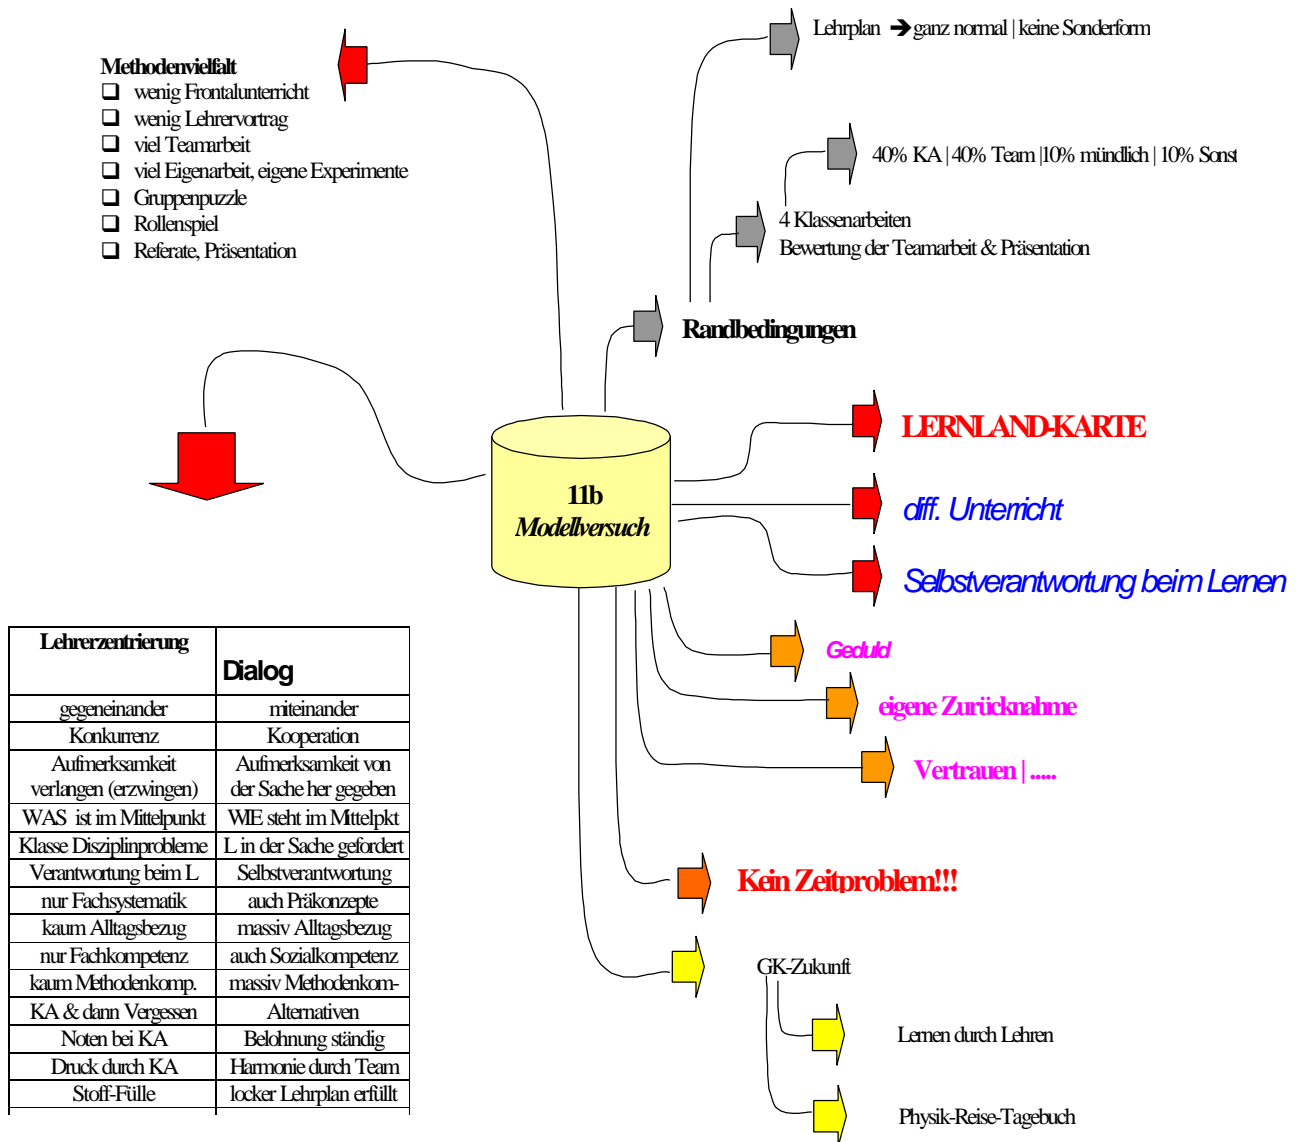 Lehrplan ➔ ganz normal | keine Sonderform
Methodenvielfalt
❑ wenig Frontalunterricht
❑ wenig Lehrervortrag
❑ viel Teamarbeit
❑ viel Eigenarbeit, eigene Experimente
❑ Gruppenpuzzle
❑ Rollenspiel
❑ Referate, Präsentation
40% KA | 40% Team |10% mündlich | 10% Sonst
4 Klassenarbeiten
Bewertung der Teamarbeit & Präsentation
Randbedingungen
LERNLAND-KARTE
11b
Modellversuch
diff. Unterricht
Selbstverantwortung beim Lernen
Geduld
eigene Zurücknahme
Vertrauen | .....
Kein Zeitproblem!!!
GK-Zukunft
Lernen durch Lehren
Physik-Reise-Tagebuch
Lehrerzentrierung Dialog
gegeneinander miteinander
Konkurrenz Kooperation
Aufmerksamkeit Aufmerksamkeit von
verlangen (erzwingen) der Sache her gegeben
WAS ist im Mittelpunkt WIE steht im Mittelpkt
Klasse Disziplinprobleme L in der Sache gefordert
Verantwortung beim L Selbstverantwortung
nur Fachsystematik auch Präkonzepte
kaum Alltagsbezug massiv Alltagsbezug
nur Fachkompetenz auch Sozialkompetenz
kaum Methodenkomp. massiv Methodenkom-
KA & dann Vergessen Alternativen
Noten bei KA Belohnung ständig
Druck durch KA Harmonie durch Team
Stoff-Fülle locker Lehrplan erfüllt